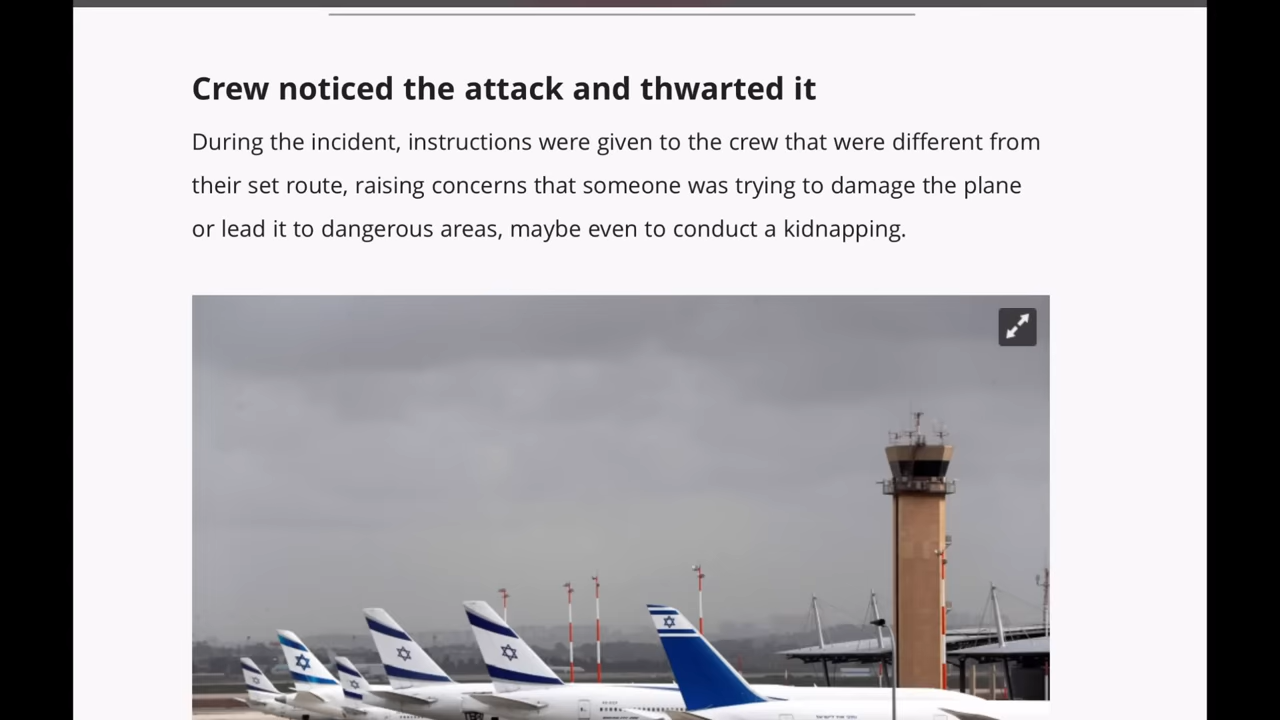 Crew noticed the attack and thwarted it
During the incident, instructions were given to the crew that were different from
their set route, raising concerns that someone was trying to damage the plane
or lead it to dangerous areas, maybe even to conduct a kidnapping.